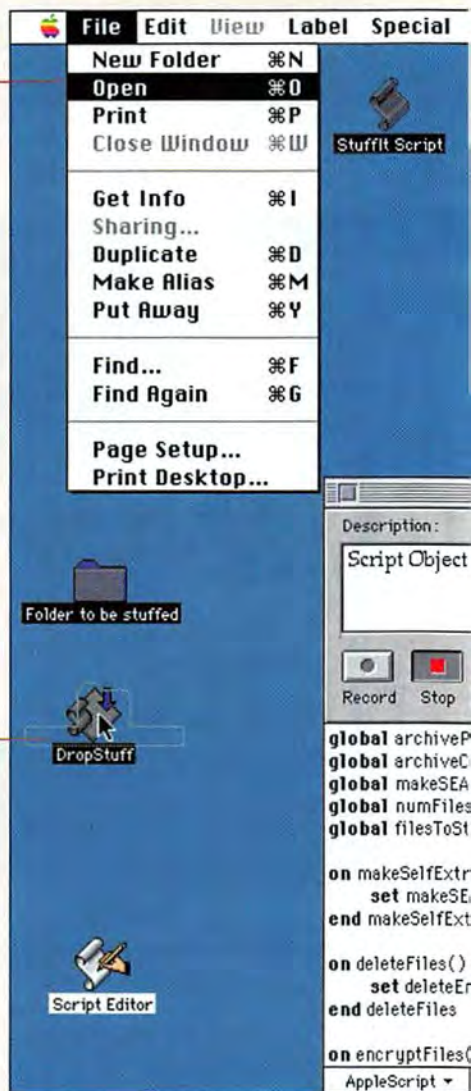 File Edit View Label Special
New Folder ⌘N
Open ⌘O
Print ⌘P
Close Window ⌘W
Get Info ⌘I
Sharing...
Duplicate ⌘D
Make Alias ⌘M
Put Away ⌘Y
Find... ⌘F
Find Again ⌘G
Page Setup...
Print Desktop...
StuffIt Script
Folder to be stuffed
DropStuff
Script Editor
Description:
Script Object
Record Stop
global archiveP
global archiveC
global makeSEA
global numFiles
global filesToSt
on makeSelfExtr
set makeSEA
end makeSelfExt
on deleteFiles()
set deleteEn
end deleteFiles
on encryptFiles(
AppleScript